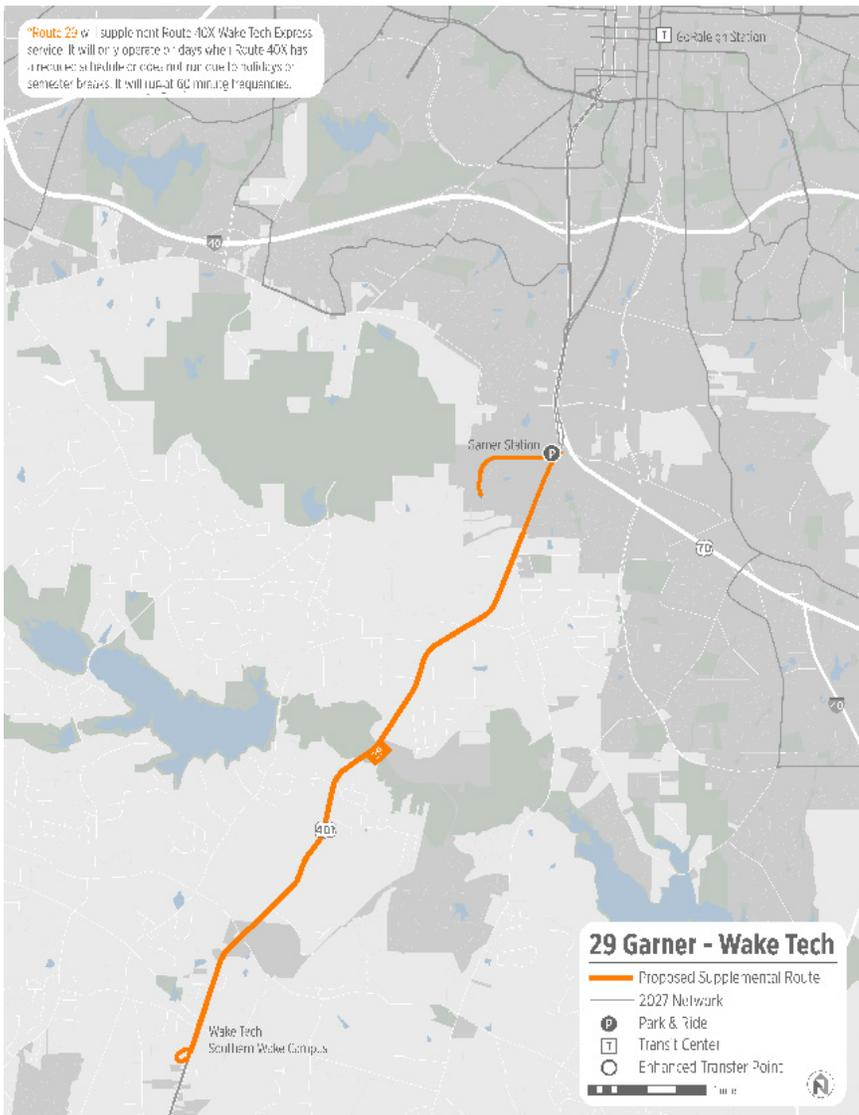 *Route 29 will supplement Route 40X Wake Tech Express
service. It will only operate on days when Route 40X has
a reduced schedule or does not run due to holidays or
semester breaks. It will run at 60 minute frequencies.
T GoRaleigh Station
40
Garner Station P
70
40
29
401
Wake Tech
Southern Wake Campus
29 Garner - Wake Tech
Proposed Supplemental Route
2027 Network
P Park & Ride
T Transit Center
Enhanced Transfer Point
N